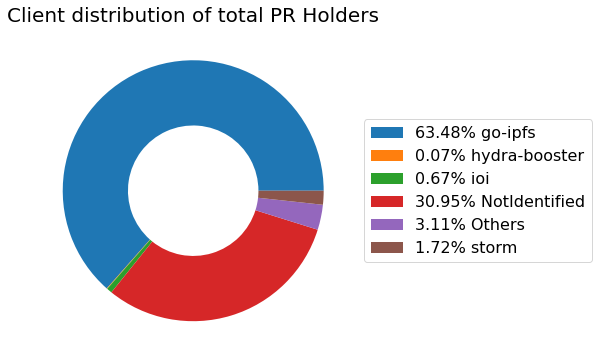 Client distribution of total PR Holders
63.48% go-ipfs
0.07% hydra-booster
0.67% ioi
30.95% NotIdentified
3.11% Others
1.72% storm